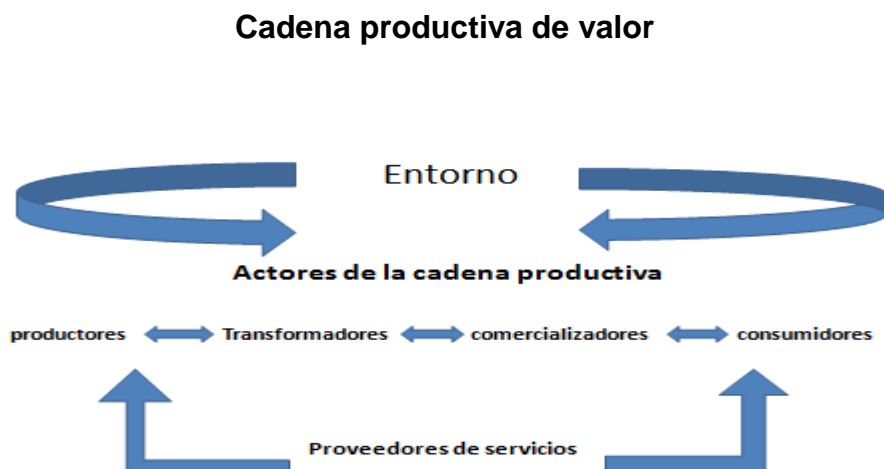 Cadena productiva de valor
Entorno
Actores de la cadena productiva
productores Transformadores comercializadores consumidores
Proveedores de servicios